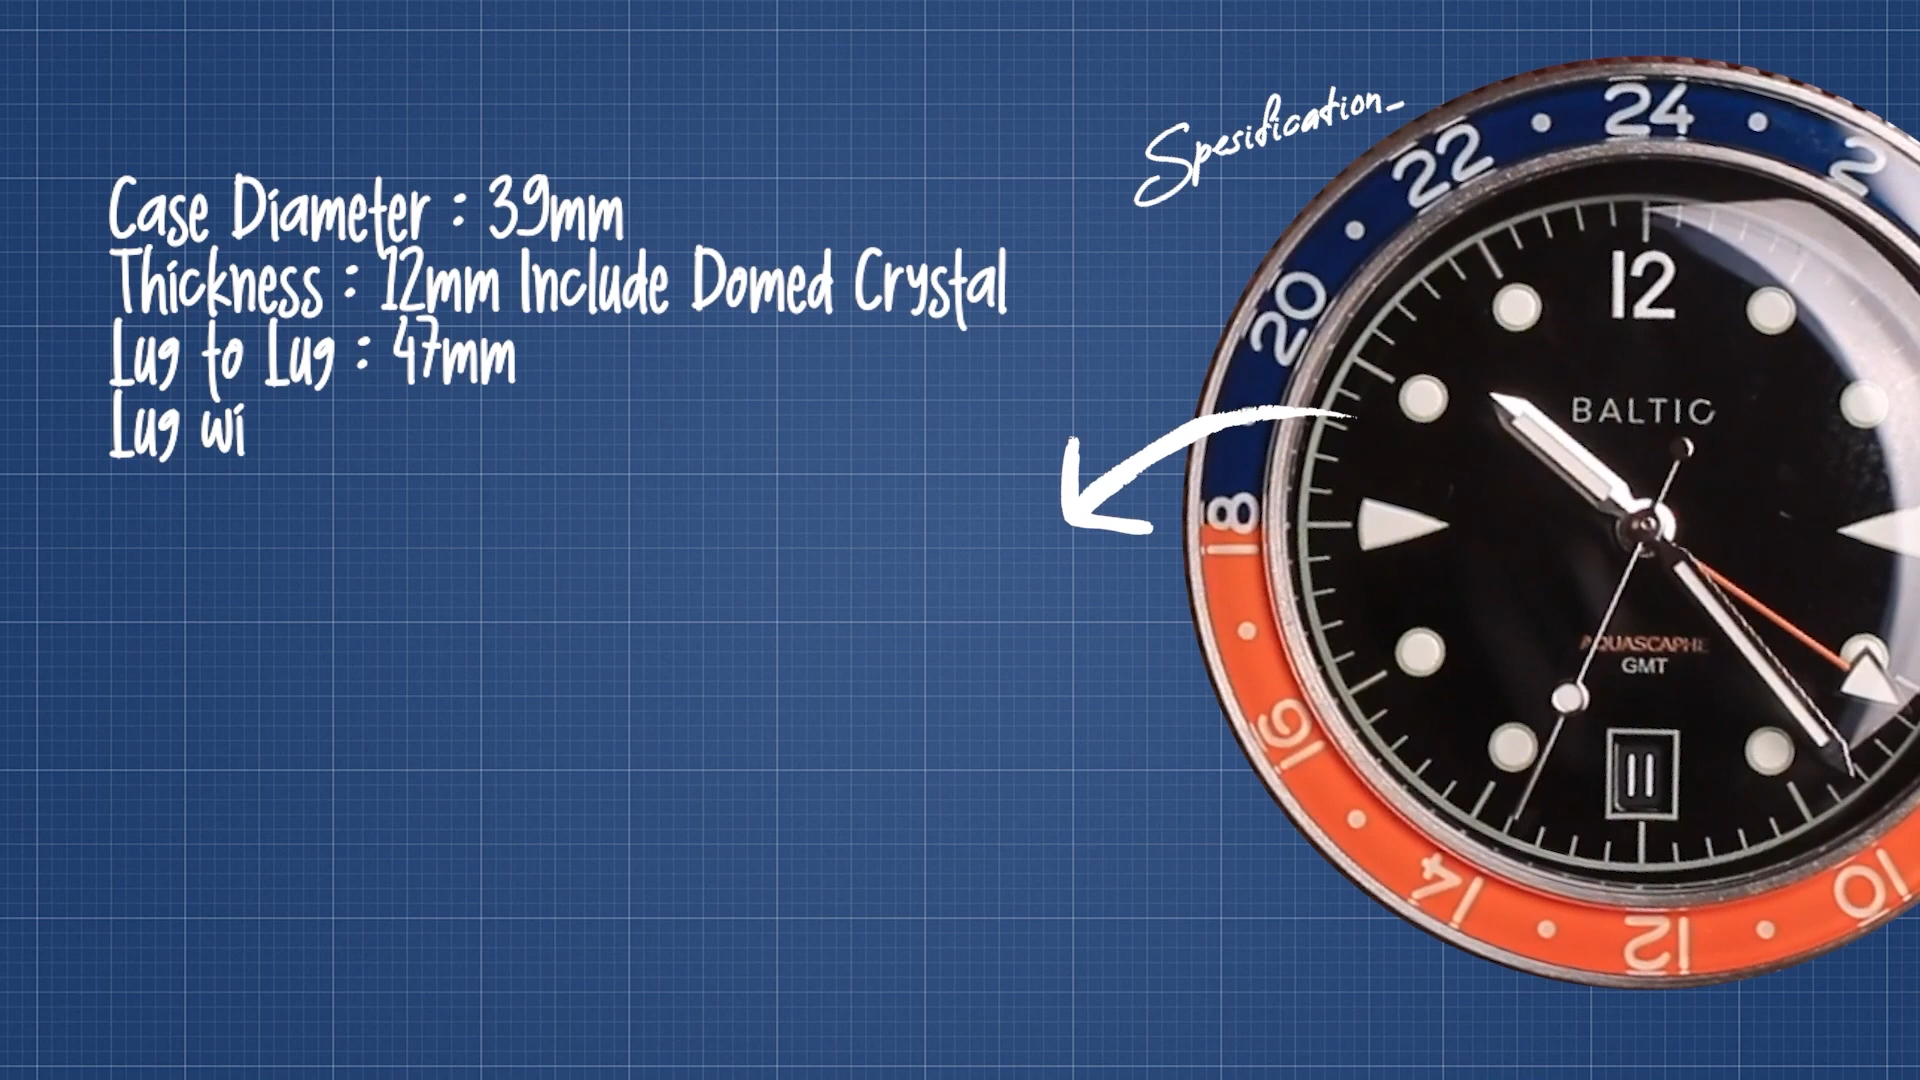 Spesification_
Case Diameter : 39mm
Thickness : 12mm Include Domed Crystal
Lug to Lug : 47mm
Lug wi
24
2
22
20
18
16
14
12
10
12
BALTIC
AQUASCAPHE
GMT
11